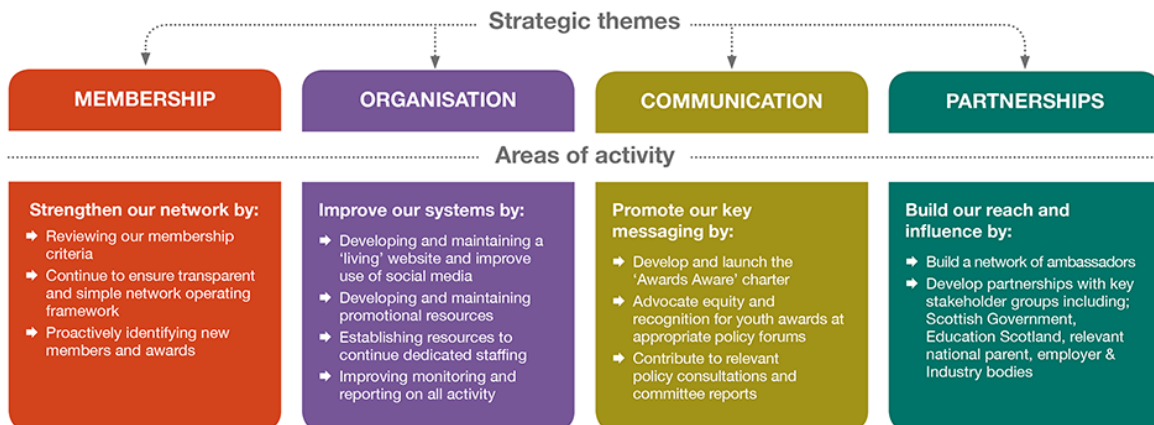 Strategic themes
MEMBERSHIP
ORGANISATION
COMMUNICATION
PARTNERSHIPS
Areas of activity
Strengthen our network by:
➡ Reviewing our membership
criteria
➡ Continue to ensure transparent
and simple network operating
framework
➡ Proactively identifying new
members and awards
Improve our systems by:
➡ Developing and maintaining a
‘living’ website and improve
use of social media
➡ Developing and maintaining
promotional resources
➡ Establishing resources to
continue dedicated staffing
➡ Improving monitoring and
reporting on all activity
Promote our key
messaging by:
➡ Develop and launch the
‘Awards Aware’ charter
➡ Advocate equity and
recognition for youth awards at
appropriate policy forums
➡ Contribute to relevant
policy consultations and
committee reports
Build our reach and
influence by:
➡ Build a network of ambassadors
➡ Develop partnerships with key
stakeholder groups including;
Scottish Government,
Education Scotland, relevant
national parent, employer &
Industry bodies